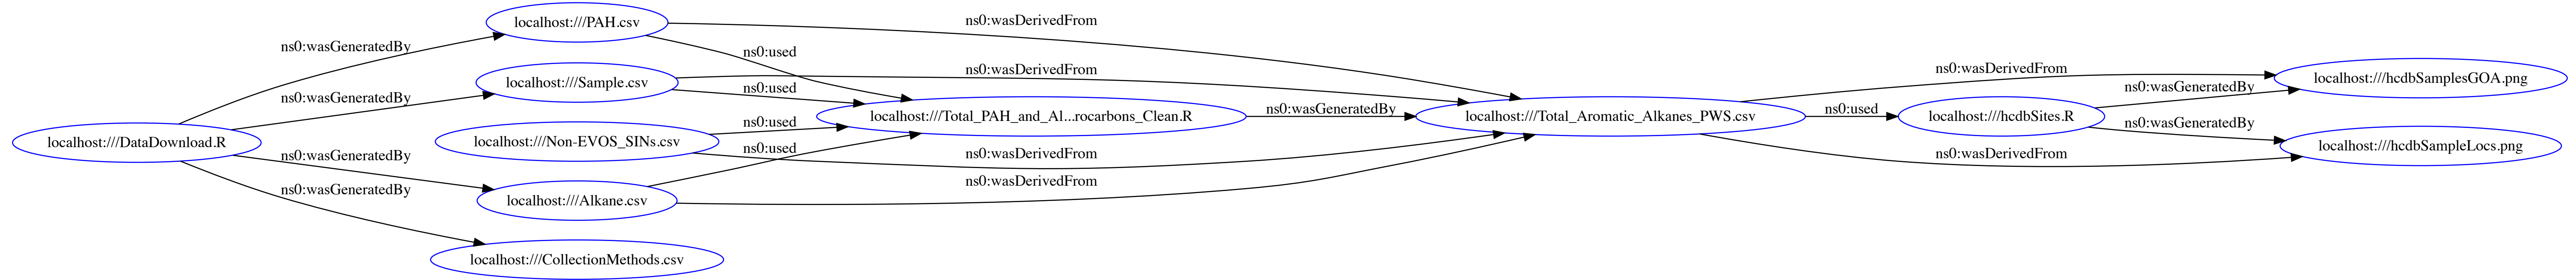 localhost:///DataDownload.R
ns0:wasGeneratedBy
ns0:wasGeneratedBy
ns0:wasGeneratedBy
ns0:wasGeneratedBy
localhost:///PAH.csv
localhost:///Sample.csv
localhost:///Non-EVOS_SINs.csv
localhost:///Alkane.csv
localhost:///CollectionMethods.csv
ns0:used
ns0:used
ns0:used
ns0:used
ns0:wasDerivedFrom
ns0:wasDerivedFrom
localhost:///Total_PAH_and_Al...rocarbons_Clean.R
ns0:wasDerivedFrom
ns0:wasDerivedFrom
ns0:wasGeneratedBy
localhost:///Total_Aromatic_Alkanes_PWS.csv
ns0:wasDerivedFrom
ns0:used
ns0:wasDerivedFrom
localhost:///hcdbSites.R
ns0:wasGeneratedBy
ns0:wasGeneratedBy
localhost:///hcdbSamplesGOA.png
localhost:///hcdbSampleLocs.png